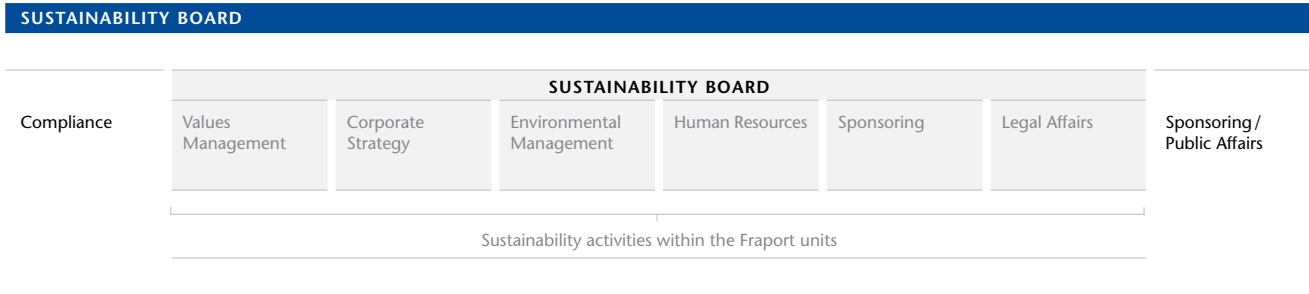 SUSTAINABILITY BOARD
SUSTAINABILITY BOARD
Compliance
Values
Management
Corporate
Strategy
Environmental
Management
Human Resources
Sponsoring
Legal Affairs
Sponsoring /
Public Affairs
Sustainability activities within the Fraport units